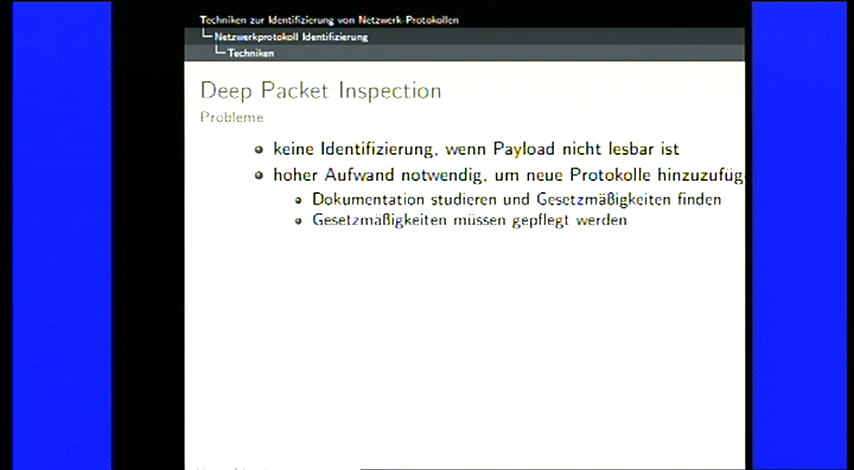 Techniken zur Identifizierung von Netzwerk-Protokollen
Netzwerkprotokoll Identifizierung
Techniken
Deep Packet Inspection
Probleme
keine Identifizierung, wenn Payload nicht lesbar ist
hoher Aufwand notwendig, um neue Protokolle hinzuzufüg
Dokumentation studieren und Gesetzmäßigkeiten finden
Gesetzmäßigkeiten müssen gepflegt werden